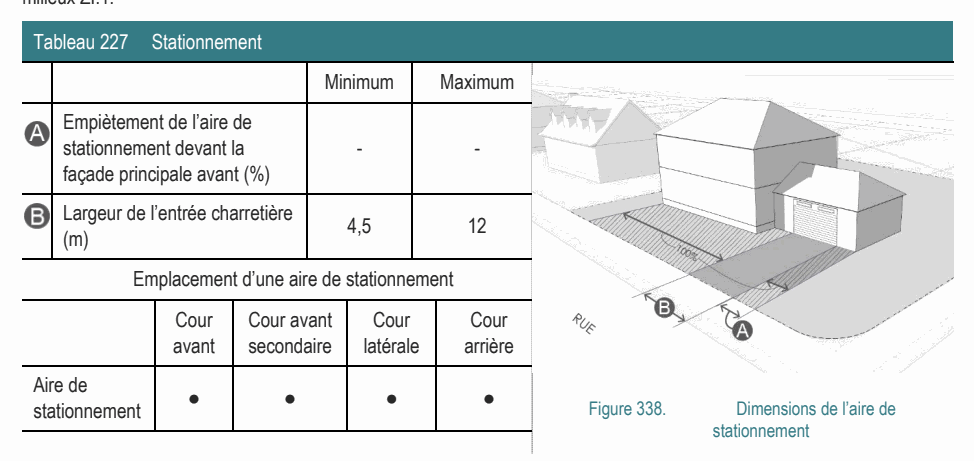 milieux ZI.1.
Tableau 227 Stationnement
Minimum Maximum
A Empiètement de l'aire de
stationnement devant la
façade principale avant (%)
- -
B Largeur de l'entrée charretière
(m)
4,5 12
Emplacement d'une aire de stationnement
Cour
avant
Cour avant
secondaire
Cour
latérale
Cour
arrière
Aire de
stationnement
● ● ● ●
100%
B
A
RUE
Figure 338. Dimensions de l'aire de
stationnement